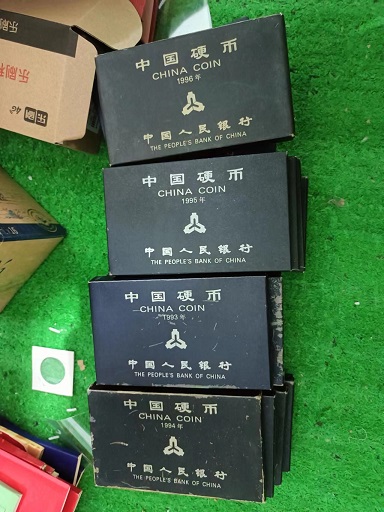 中国硬币
CHINA COIN
1996年
中国人民银行
THE PEOPLE'S BANK OF CHINA
中国硬币
CHINA COIN
1995年
中国人民银行
THE PEOPLE'S BANK OF CHINA
中国硬币
CHINA COIN
1993年
中国人民银行
THE PEOPLE'S BANK OF CHINA
中国硬币
CHINA COIN
1994年
中国人民银行
THE PEOPLE'S BANK OF CHINA
乐刷
乐刷